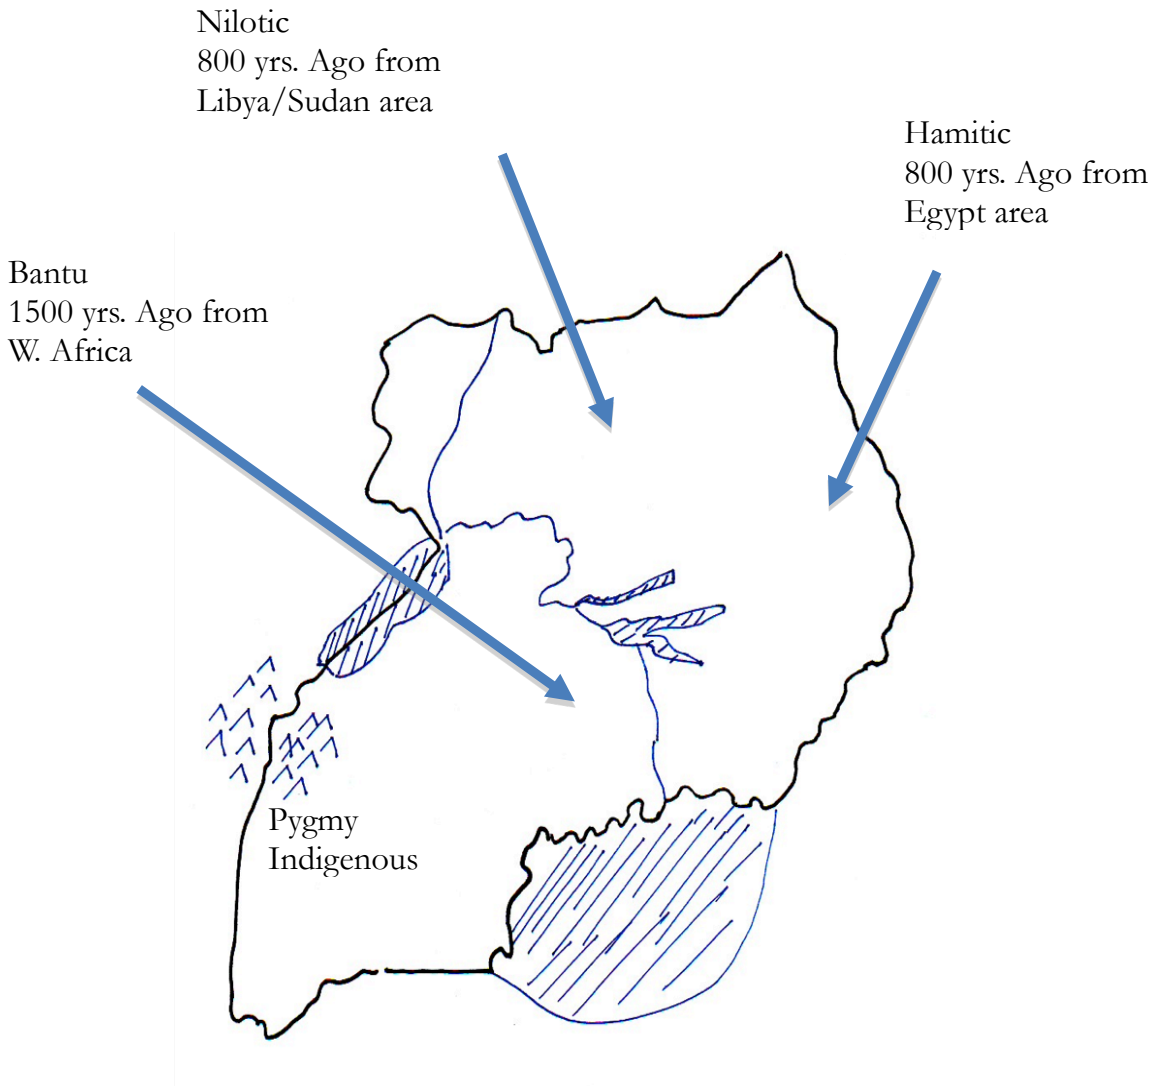 Nilotic
800 yrs. Ago from
Libya/Sudan area
Hamitic
800 yrs. Ago from
Egypt area
Bantu
1500 yrs. Ago from
W. Africa
Pygmy
Indigenous